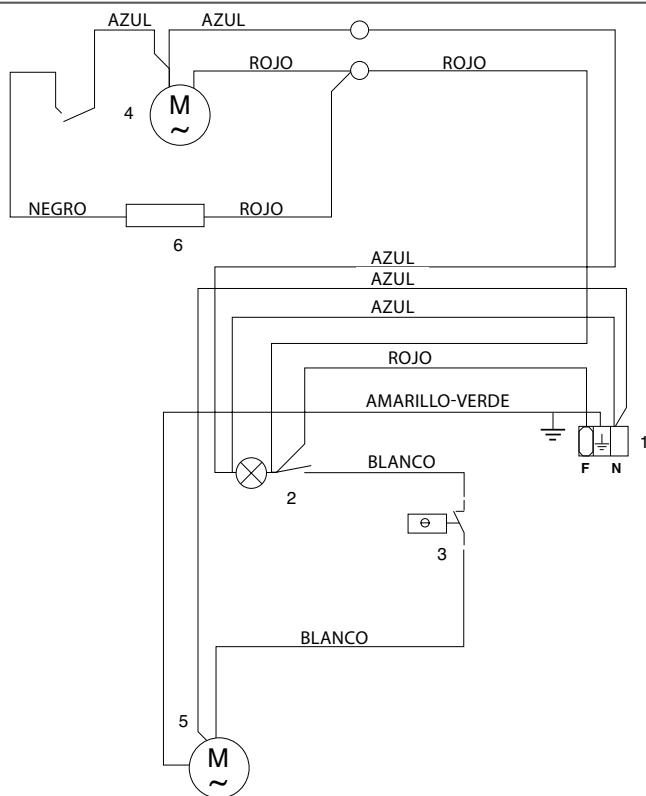 AZUL
AZUL
ROJO
ROJO
4
M
~
NEGRO
ROJO
6
AZUL
AZUL
AZUL
ROJO
AMARILLO-VERDE
1
F
N
BLANCO
2
3
BLANCO
5
M
~